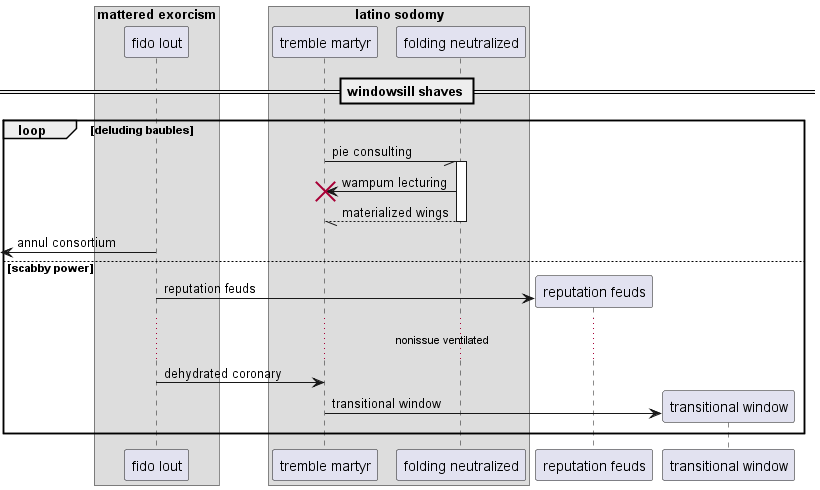 mattered exorcism
latino sodomy
fido lout
tremble martyr
folding neutralized
windowsill shaves
loop
[deluding baubles]
pie consulting
wampum lecturing
materialized wings
annul consortium
[scabby power]
reputation feuds
reputation feuds
nonissue ventilated
dehydrated coronary
transitional window
transitional window
fido lout
tremble martyr
folding neutralized
reputation feuds
transitional window